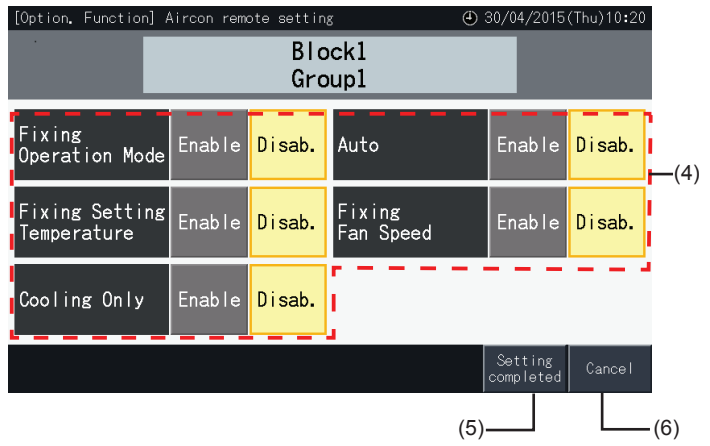 [Option. Function] Aircon remote setting 30/04/2015(Thu)10:20
Block1
Group1
Fixing
Operation Mode
Enable
Disab.
Auto
Enable
Disab.
(4)
Fixing Setting
Temperature
Enable
Disab.
Fixing
Fan Speed
Enable
Disab.
Cooling Only
Enable
Disab.
Setting
completed
Cancel
(5)
(6)